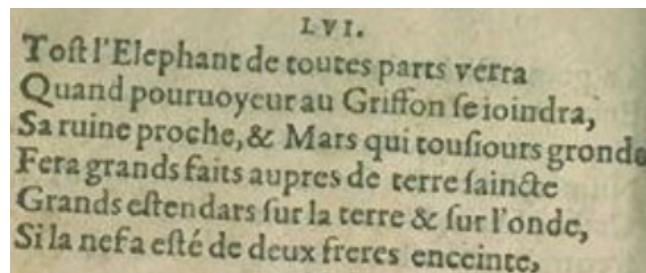 LVI.
Toſt l'Elephant de toutes parts verra
Quand pouruoyeur au Griffon ſe ioindra,
Sa ruine proche, & Mars qui touſiours gronde
Fera grands faits aupres de terre ſaincte
Grands eſtendars ſur la terre & ſur l'onde,
Si la nef a eſté de deux freres enceinte,